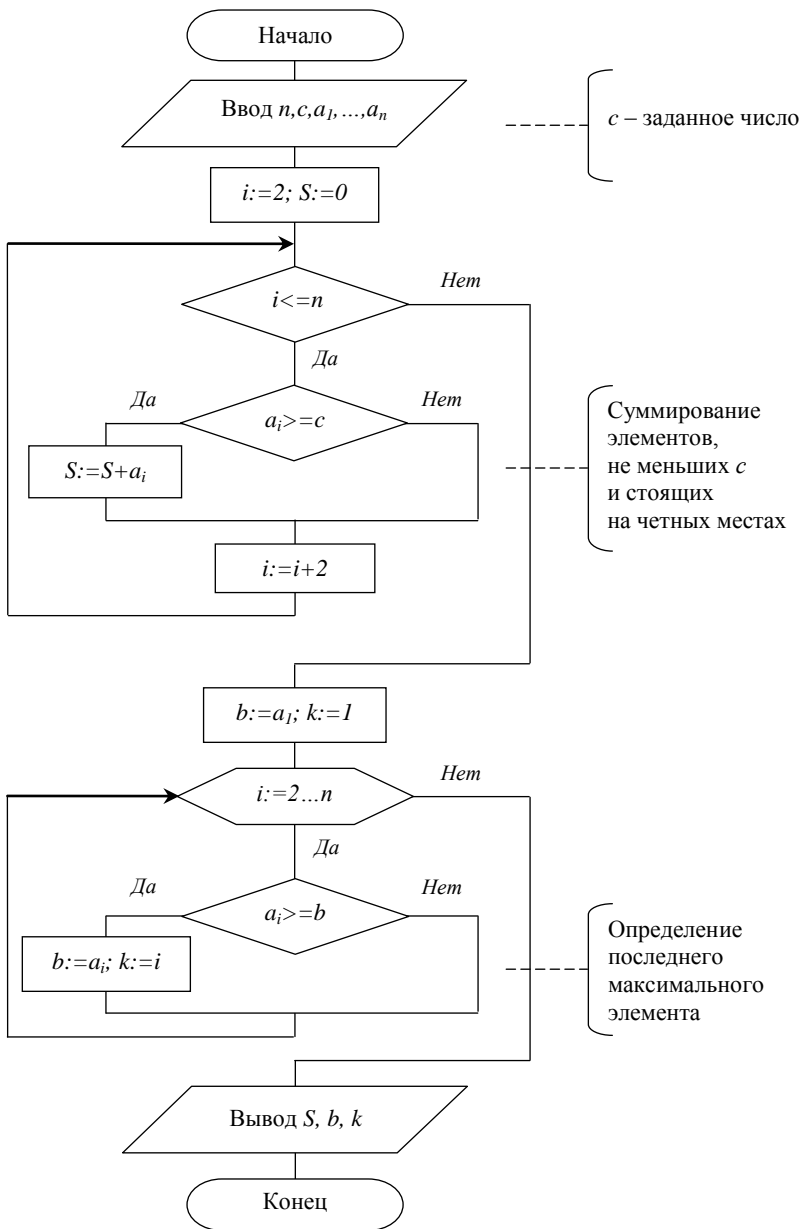 Начало
Ввод n,c,a1,…,an
c – заданное число
i:=2; S:=0
i<=n
Нет
Да
Да
ai>=c
Нет
S:=S+ai
Суммирование
элементов,
не меньших c
и стоящих
на четных местах
i:=i+2
b:=a1; k:=1
i:=2…n
Нет
Да
Да
ai>=b
Нет
b:=ai; k:=i
Определение
последнего
максимального
элемента
Вывод S, b, k
Конец